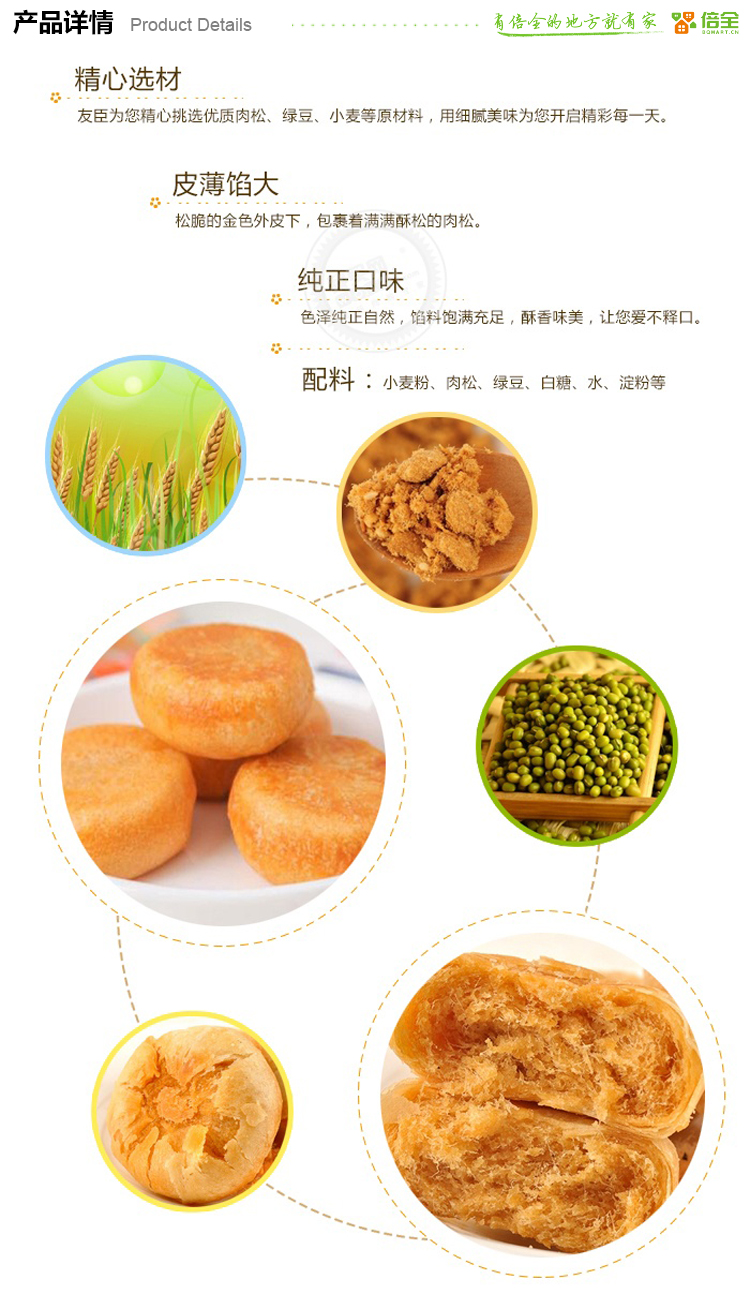 产品详情 Product Details
有倍全的地方就有家
倍全
BQMART.CN
精心选材
友臣为您精心挑选优质肉松、绿豆、小麦等原材料，用细腻美味为您开启精彩每一天。
皮薄馅大
松脆的金色外皮下，包裹着满满酥松的肉松。
纯正口味
色泽纯正自然，馅料饱满充足，酥香味美，让您爱不释口。
配料：小麦粉、肉松、绿豆、白糖、水、淀粉等